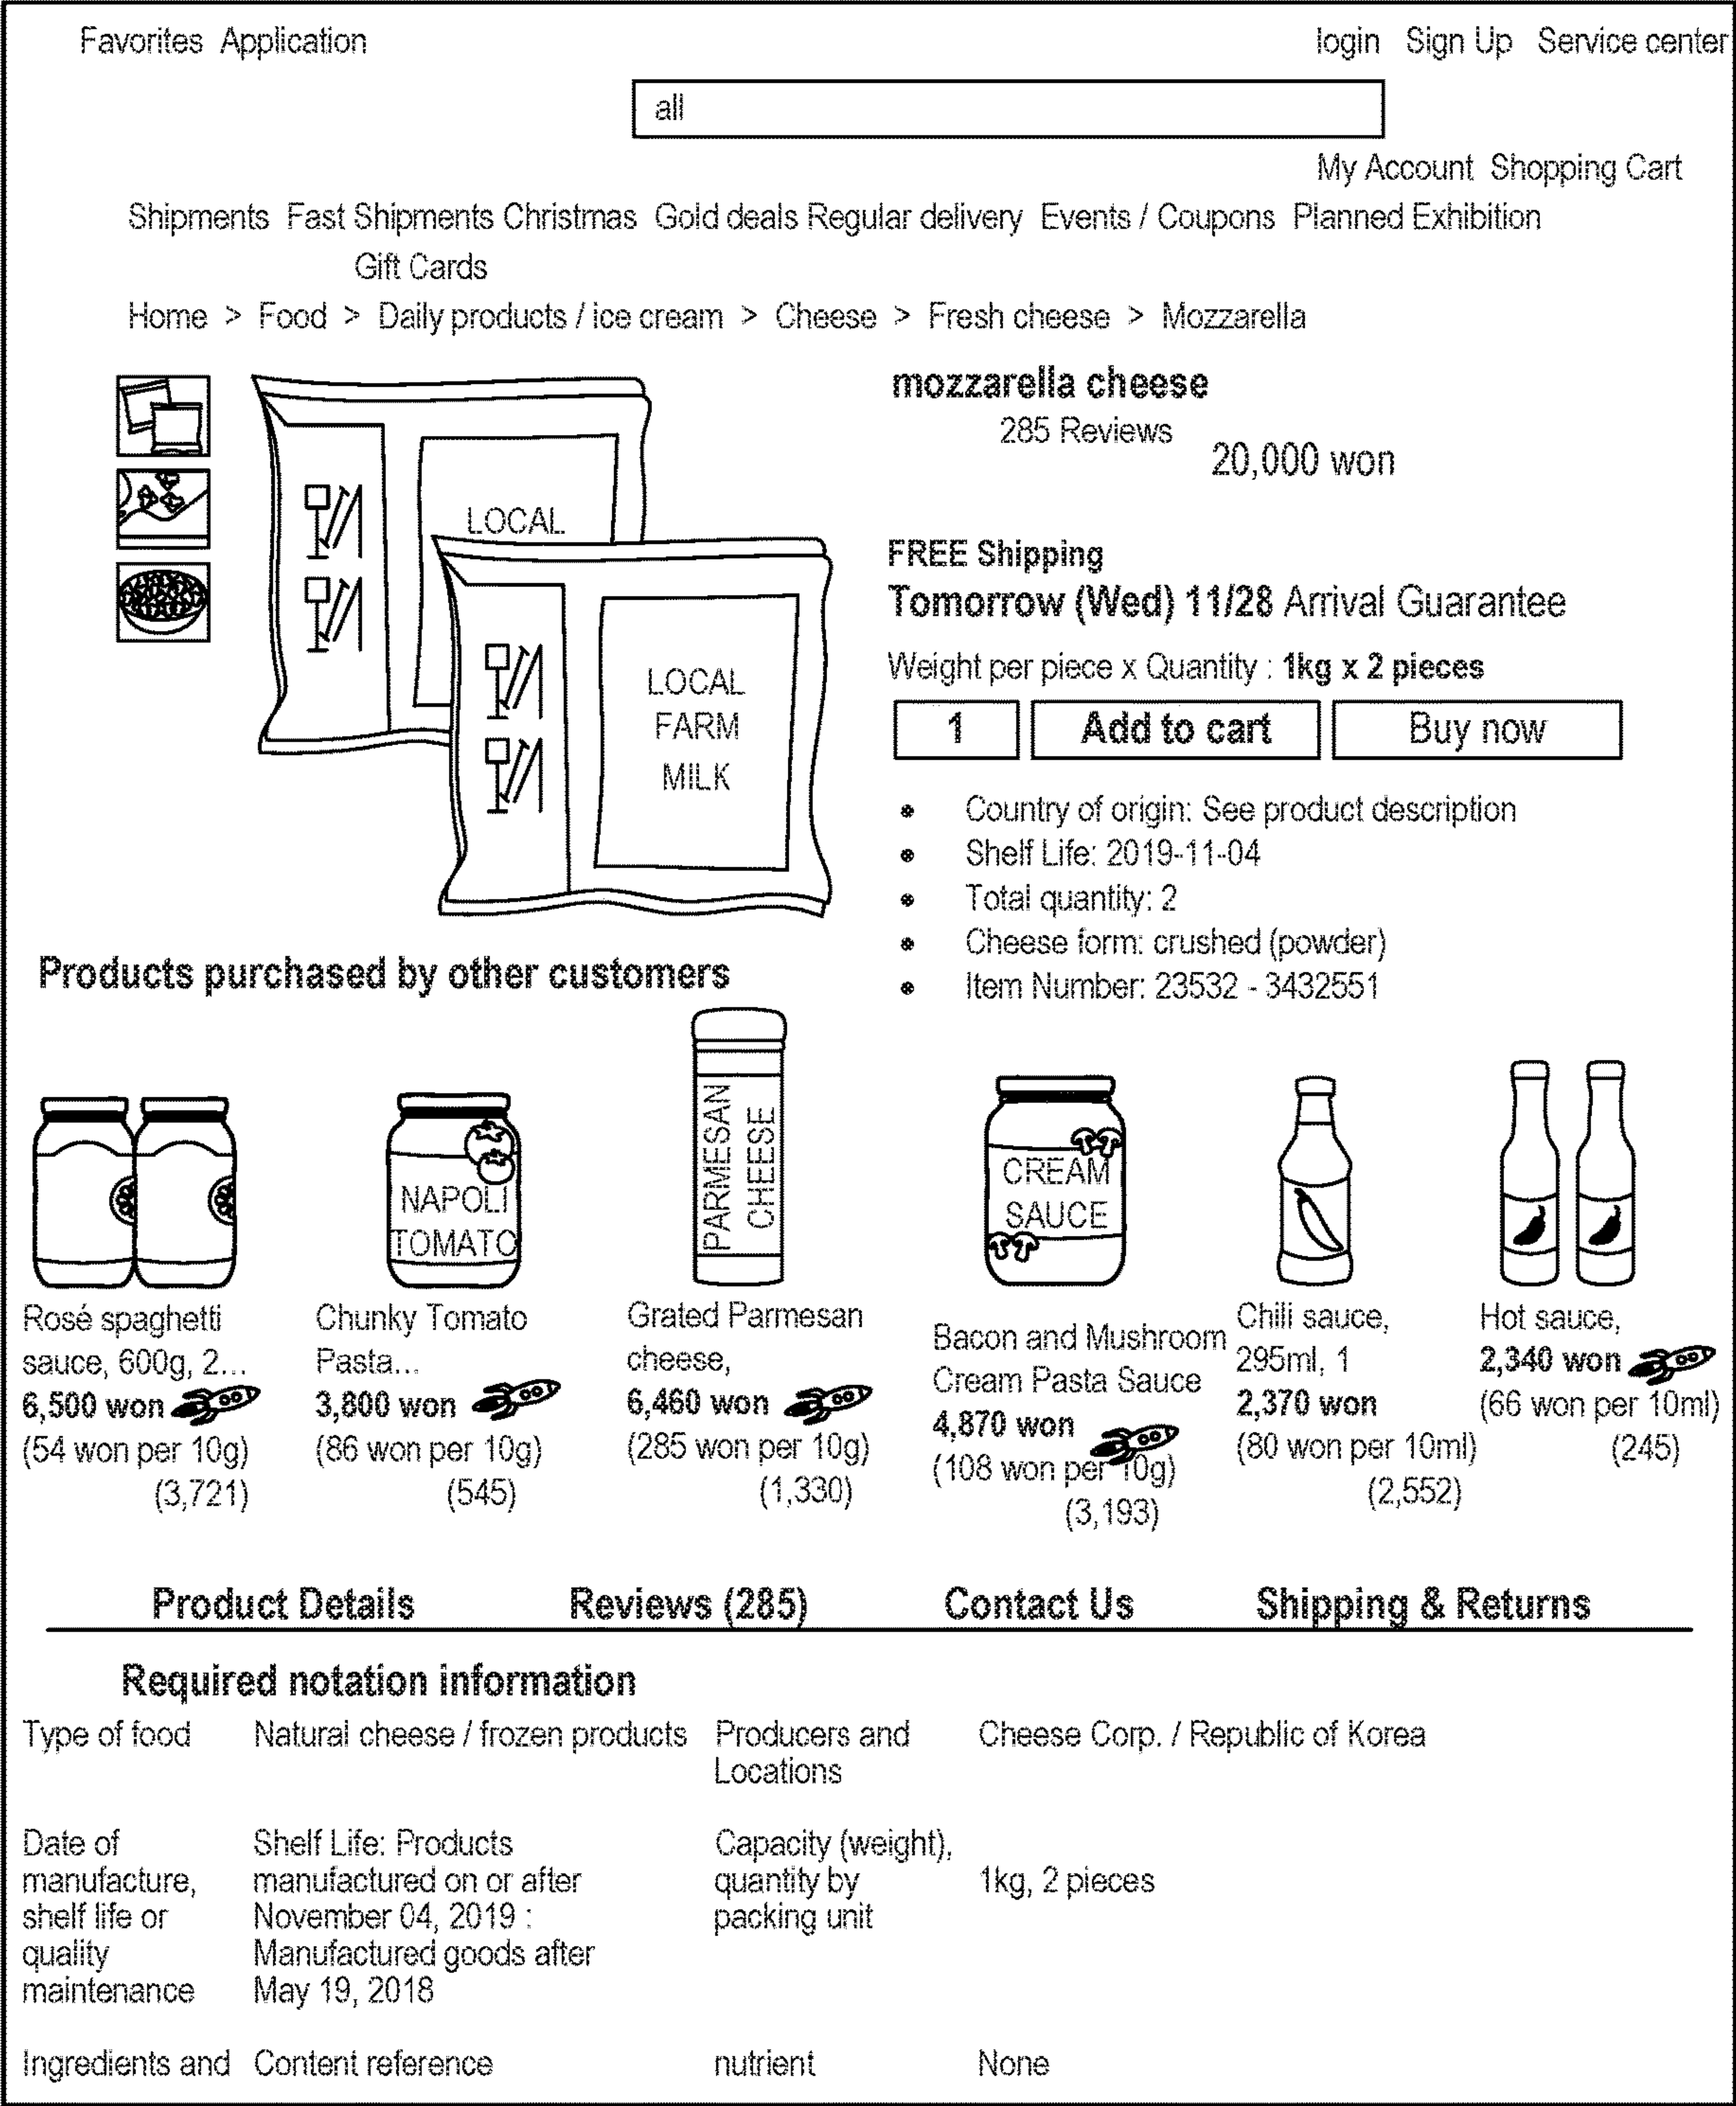 Favorites  Application
login  Sign Up  Service center
all
My Account  Shopping Cart
Shipments  Fast Shipments Christmas  Gold deals Regular delivery  Events / Coupons  Planned Exhibition
Gift Cards
Home  >  Food  >  Daily products / ice cream  >  Cheese  >  Fresh cheese  >  Mozzarella
mozzarella cheese
285 Reviews
20,000 won
LOCAL
LOCAL
FARM
MILK
FREE Shipping
Tomorrow (Wed) 11/28 Arrival Guarantee
Weight per piece x Quantity : 1kg x 2 pieces
1
Add to cart
Buy now
• Country of origin: See product description
• Shelf Life: 2019-11-04
• Total quantity: 2
• Cheese form: crushed (powder)
• Item Number: 23532 - 3432551
Products purchased by other customers
NAPOLI
TOMATO
PARMESAN
CHEESE
CREAM
SAUCE
Rosé spaghetti
sauce, 600g, 2...
6,500 won
(54 won per 10g)
(3,721)
Chunky Tomato
Pasta...
3,800 won
(86 won per 10g)
(545)
Grated Parmesan
cheese,
6,460 won
(285 won per 10g)
(1,330)
Bacon and Mushroom
Cream Pasta Sauce
4,870 won
(108 won per 10g)
(3,193)
Chili sauce,
295ml, 1
2,370 won
(80 won per 10ml)
(2,552)
Hot sauce,
2,340 won
(66 won per 10ml)
(245)
Product Details
Reviews (285)
Contact Us
Shipping & Returns
Required notation information
Type of food
Natural cheese / frozen products
Producers and
Locations
Cheese Corp. / Republic of Korea
Date of
manufacture,
shelf life or
quality
maintenance
Shelf Life: Products
manufactured on or after
November 04, 2019 :
Manufactured goods after
May 19, 2018
Capacity (weight),
quantity by
packing unit
1kg, 2 pieces
Ingredients and
Content reference
nutrient
None